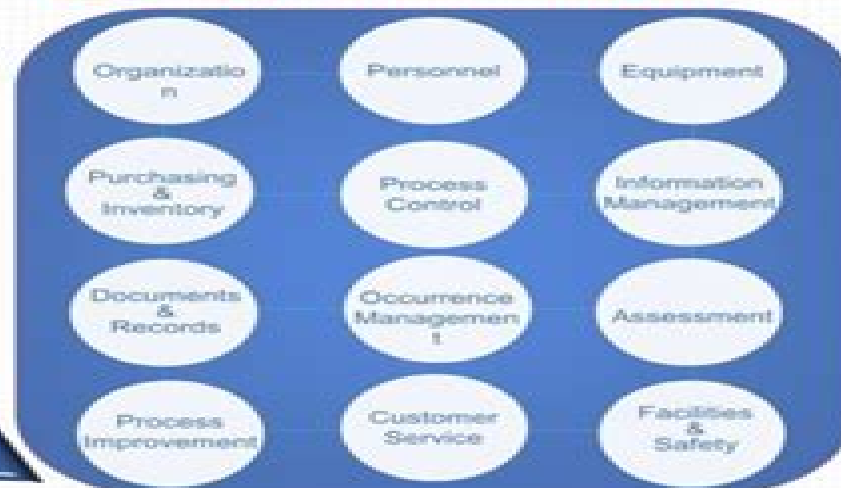 Organizatio
n
Personnel
Equipment
Purchasing
&
Inventory
Process
Control
Information
Management
Documents
&
Records
Occurrence
Managemen
t
Assessment
Process
Improvement
Customer
Service
Facilities
&
Safety